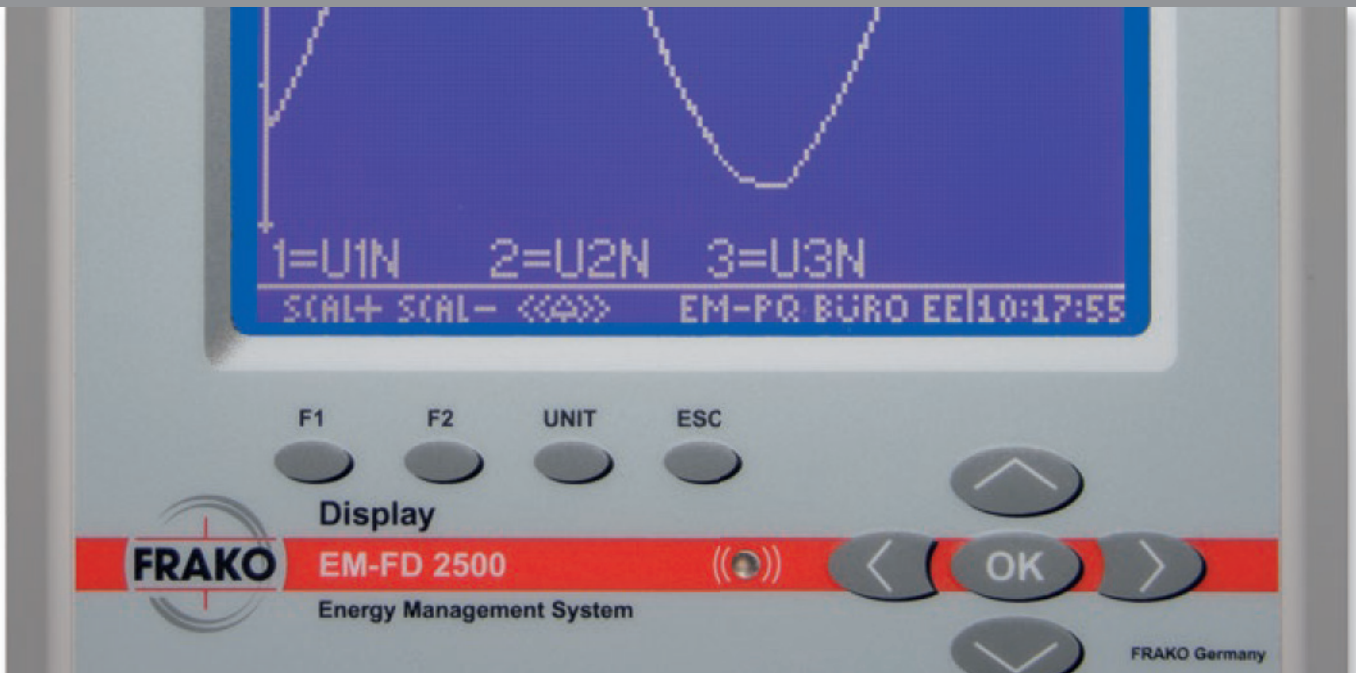 1=U1N 2=U2N 3=U3N
SCAL+ SCAL- <<⌂>> EM-PQ BÜRO EE|10:17:55
F1 F2 UNIT ESC
Display
FRAKO EM-FD 2500 ((●)) < OK >
Energy Management System
FRAKO Germany